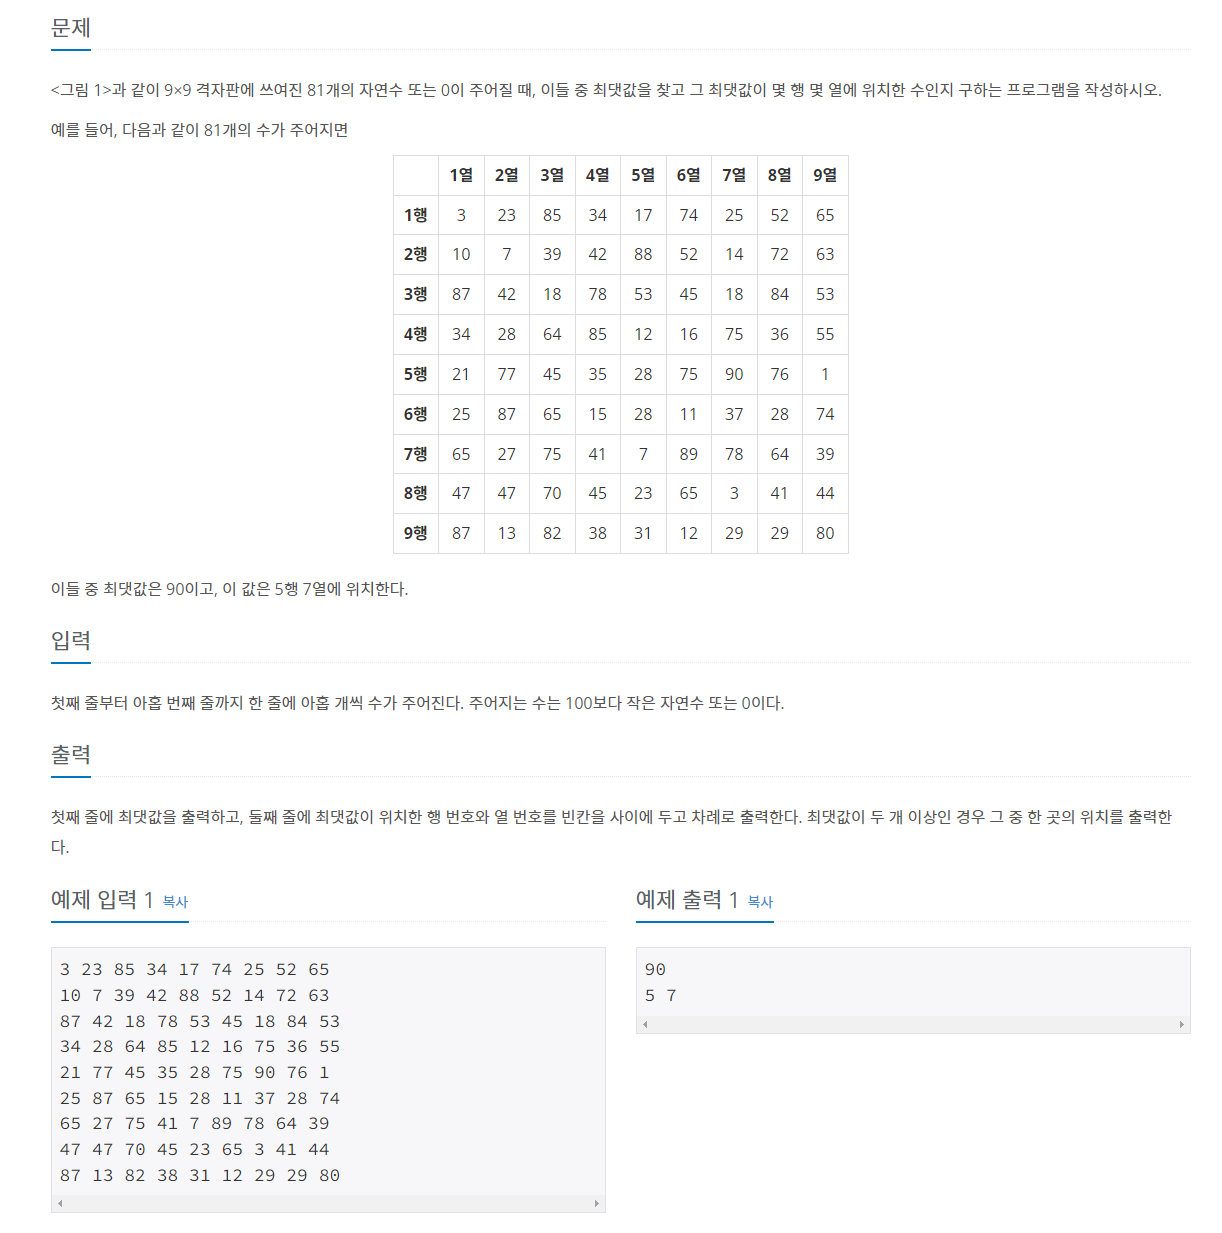 문제
<그림 1>과 같이 9×9 격자판에 쓰여진 81개의 자연수 또는 0이 주어질 때, 이들 중 최댓값을 찾고 그 최댓값이 몇 행 몇 열에 위치한 수인지 구하는 프로그램을 작성하시오.
예를 들어, 다음과 같이 81개의 수가 주어지면
1열 2열 3열 4열 5열 6열 7열 8열 9열
1행 3 23 85 34 17 74 25 52 65
2행 10 7 39 42 88 52 14 72 63
3행 87 42 18 78 53 45 18 84 53
4행 34 28 64 85 12 16 75 36 55
5행 21 77 45 35 28 75 90 76 1
6행 25 87 65 15 28 11 37 28 74
7행 65 27 75 41 7 89 78 64 39
8행 47 47 70 45 23 65 3 41 44
9행 87 13 82 38 31 12 29 29 80
이들 중 최댓값은 90이고, 이 값은 5행 7열에 위치한다.
입력
첫째 줄부터 아홉 번째 줄까지 한 줄에 아홉 개씩 수가 주어진다. 주어지는 수는 100보다 작은 자연수 또는 0이다.
출력
첫째 줄에 최댓값을 출력하고, 둘째 줄에 최댓값이 위치한 행 번호와 열 번호를 빈칸을 사이에 두고 차례로 출력한다. 최댓값이 두 개 이상인 경우 그 중 한 곳의 위치를 출력한
다.
예제 입력 1 복사
3 23 85 34 17 74 25 52 65
10 7 39 42 88 52 14 72 63
87 42 18 78 53 45 18 84 53
34 28 64 85 12 16 75 36 55
21 77 45 35 28 75 90 76 1
25 87 65 15 28 11 37 28 74
65 27 75 41 7 89 78 64 39
47 47 70 45 23 65 3 41 44
87 13 82 38 31 12 29 29 80
예제 출력 1 복사
90
5 7